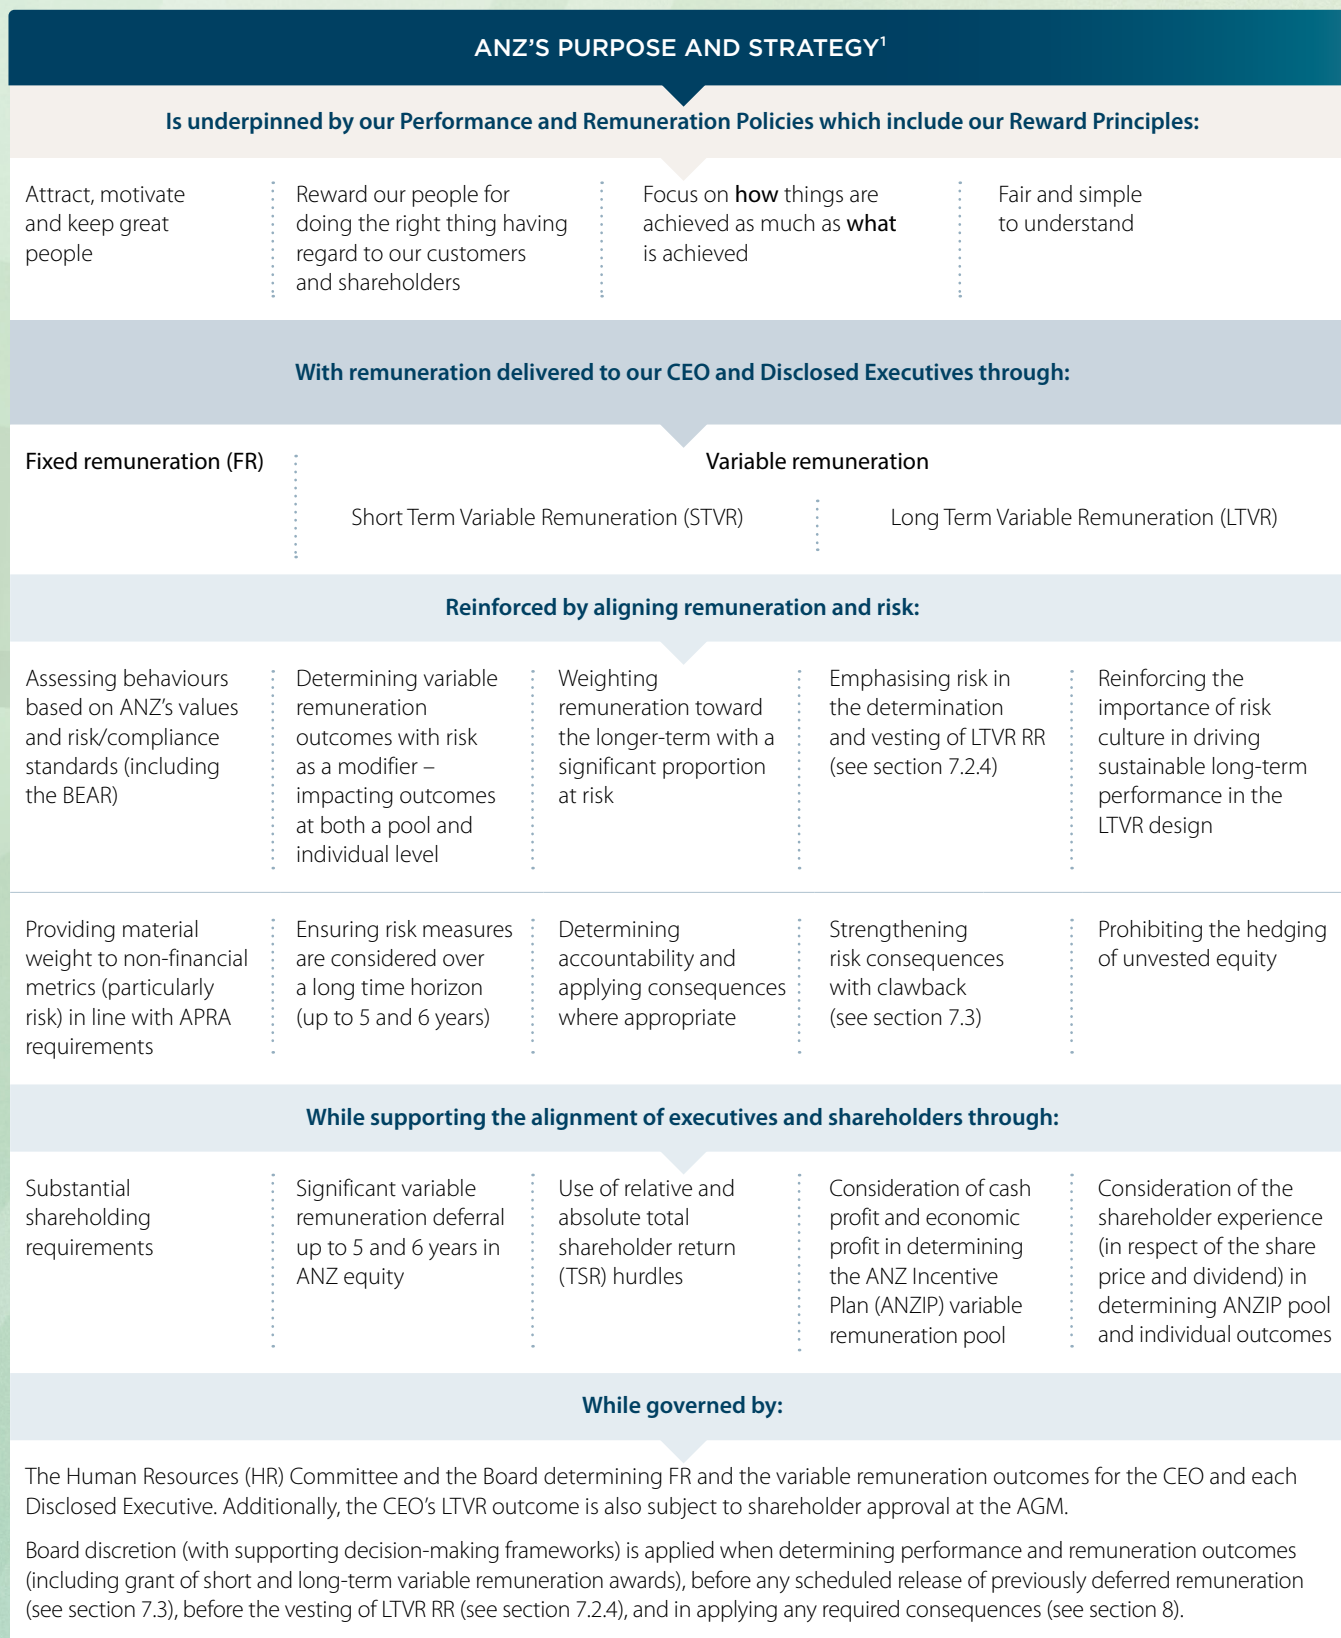 ANZ'S PURPOSE AND STRATEGY¹
Is underpinned by our Performance and Remuneration Policies which include our Reward Principles:
Attract, motivate
and keep great
people
Reward our people for
doing the right thing having
regard to our customers
and shareholders
Focus on how things are
achieved as much as what
is achieved
Fair and simple
to understand
With remuneration delivered to our CEO and Disclosed Executives through:
Fixed remuneration (FR)
Variable remuneration
Short Term Variable Remuneration (STVR)
Long Term Variable Remuneration (LTVR)
Reinforced by aligning remuneration and risk:
Assessing behaviours
based on ANZ's values
and risk/compliance
standards (including
the BEAR)
Determining variable
remuneration
outcomes with risk
as a modifier –
impacting outcomes
at both a pool and
individual level
Weighting
remuneration toward
the longer-term with a
significant proportion
at risk
Emphasising risk in
the determination
and vesting of LTVR RR
(see section 7.2.4)
Reinforcing the
importance of risk
culture in driving
sustainable long-term
performance in the
LTVR design
Providing material
weight to non-financial
metrics (particularly
risk) in line with APRA
requirements
Ensuring risk measures
are considered over
a long time horizon
(up to 5 and 6 years)
Determining
accountability and
applying consequences
where appropriate
Strengthening
risk consequences
with clawback
(see section 7.3)
Prohibiting the hedging
of unvested equity
While supporting the alignment of executives and shareholders through:
Substantial
shareholding
requirements
Significant variable
remuneration deferral
up to 5 and 6 years in
ANZ equity
Use of relative and
absolute total
shareholder return
(TSR) hurdles
Consideration of cash
profit and economic
profit in determining
the ANZ Incentive
Plan (ANZIP) variable
remuneration pool
Consideration of the
shareholder experience
(in respect of the share
price and dividend) in
determining ANZIP pool
and individual outcomes
While governed by:
The Human Resources (HR) Committee and the Board determining FR and the variable remuneration outcomes for the CEO and each
Disclosed Executive. Additionally, the CEO's LTVR outcome is also subject to shareholder approval at the AGM.
Board discretion (with supporting decision-making frameworks) is applied when determining performance and remuneration outcomes
(including grant of short and long-term variable remuneration awards), before any scheduled release of previously deferred remuneration
(see section 7.3), before the vesting of LTVR RR (see section 7.2.4), and in applying any required consequences (see section 8).